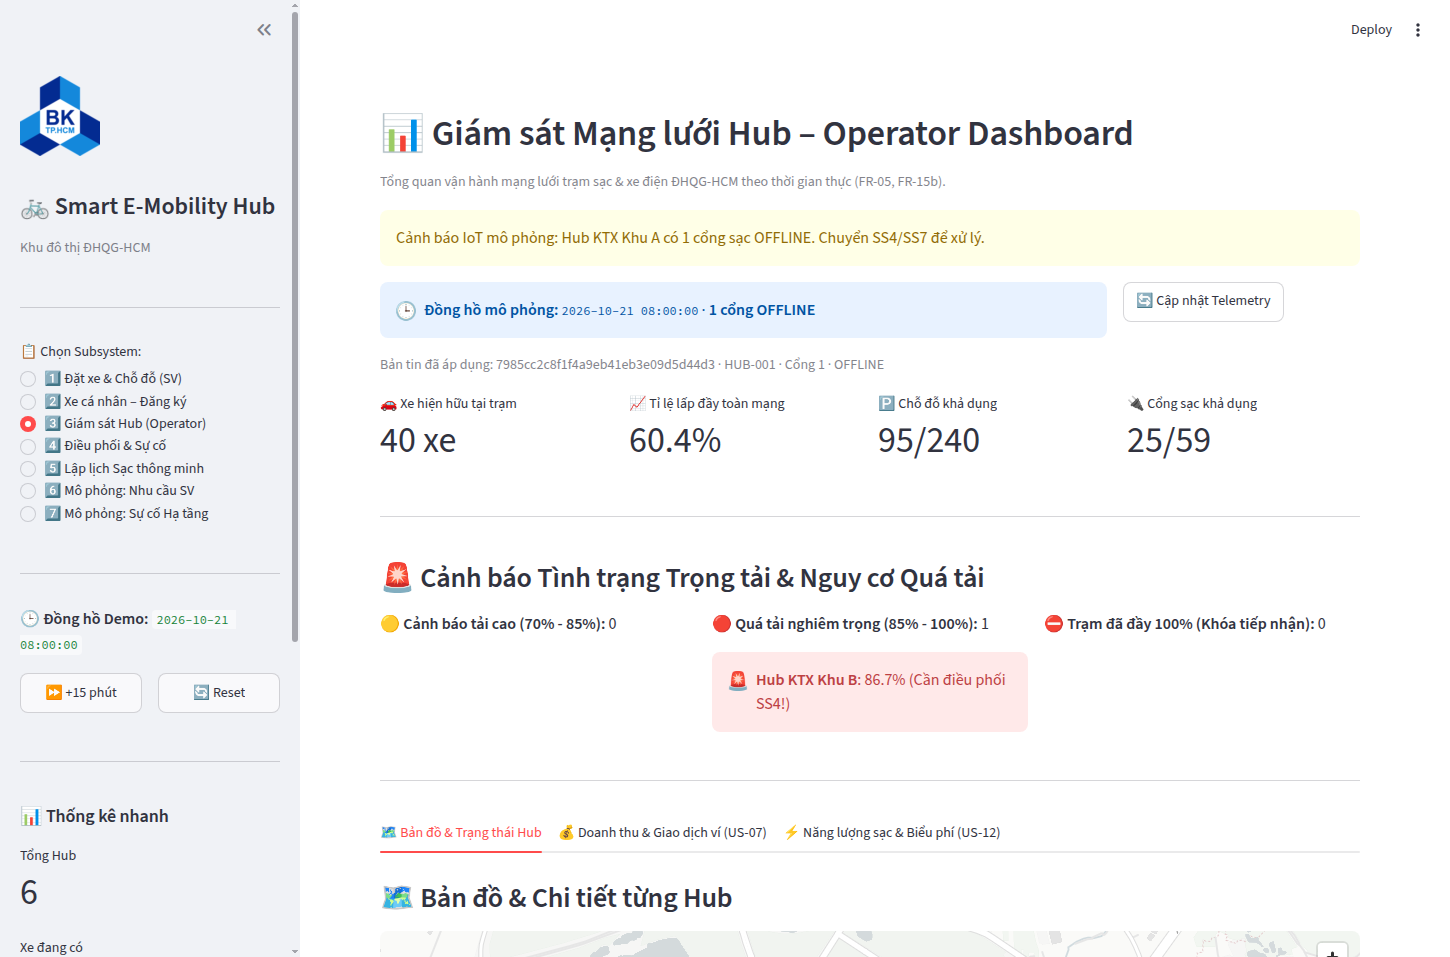 Deploy
BK
TP.HCM
🚲 Smart E-Mobility Hub
Khu đô thị ĐHQG-HCM
📋 Chọn Subsystem:
1️⃣ Đặt xe & Chỗ đỗ (SV)
2️⃣ Xe cá nhân – Đăng ký
3️⃣ Giám sát Hub (Operator)
4️⃣ Điều phối & Sự cố
5️⃣ Lập lịch Sạc thông minh
6️⃣ Mô phỏng: Nhu cầu SV
7️⃣ Mô phỏng: Sự cố Hạ tầng
🕒 Đồng hồ Demo: 2026-10-21
08:00:00
⏩ +15 phút
🔄 Reset
📊 Thống kê nhanh
Tổng Hub
6
Xe đang có
📊 Giám sát Mạng lưới Hub – Operator Dashboard
Tổng quan vận hành mạng lưới trạm sạc & xe điện ĐHQG-HCM theo thời gian thực (FR-05, FR-15b).
Cảnh báo IoT mô phỏng: Hub KTX Khu A có 1 cổng sạc OFFLINE. Chuyển SS4/SS7 để xử lý.
🕒 Đồng hồ mô phỏng: 2026-10-21 08:00:00 · 1 cổng OFFLINE
🔄 Cập nhật Telemetry
Bản tin đã áp dụng: 7985cc2c8f1f4a9eb41eb3e09d5d44d3 · HUB-001 · Cổng 1 · OFFLINE
🚗 Xe hiện hữu tại trạm
40 xe
📈 Tỉ lệ lấp đầy toàn mạng
60.4%
🅿️ Chỗ đỗ khả dụng
95/240
🔌 Cổng sạc khả dụng
25/59
🚨 Cảnh báo Tình trạng Trọng tải & Nguy cơ Quá tải
🟡 Cảnh báo tải cao (70% - 85%): 0
🔴 Quá tải nghiêm trọng (85% - 100%): 1
⛔ Trạm đã đầy 100% (Khóa tiếp nhận): 0
🚨 Hub KTX Khu B: 86.7% (Cần điều phối
SS4!)
🗺️ Bản đồ & Trạng thái Hub
💰 Doanh thu & Giao dịch ví (US-07)
⚡ Năng lượng sạc & Biểu phí (US-12)
🗺️ Bản đồ & Chi tiết từng Hub